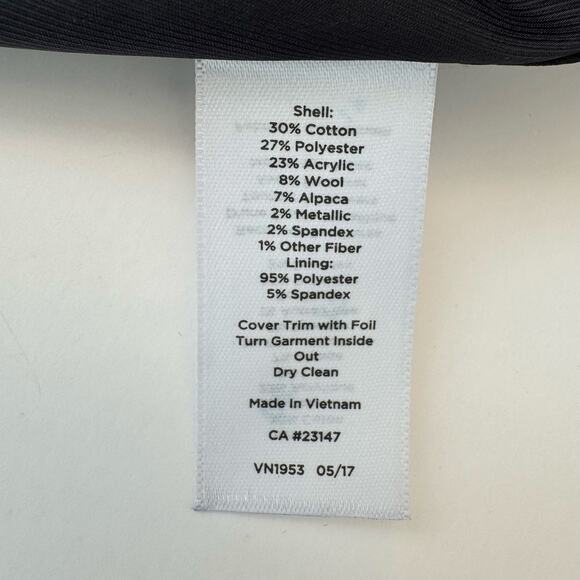 Shell:
30% Cotton
27% Polyester
23% Acrylic
8% Wool
7% Alpaca
2% Metallic
2% Spandex
1% Other Fiber
Lining:
95% Polyester
5% Spandex
Cover Trim with Foil
Turn Garment Inside
Out
Dry Clean
Made In Vietnam
CA #23147
VN1953 05/17